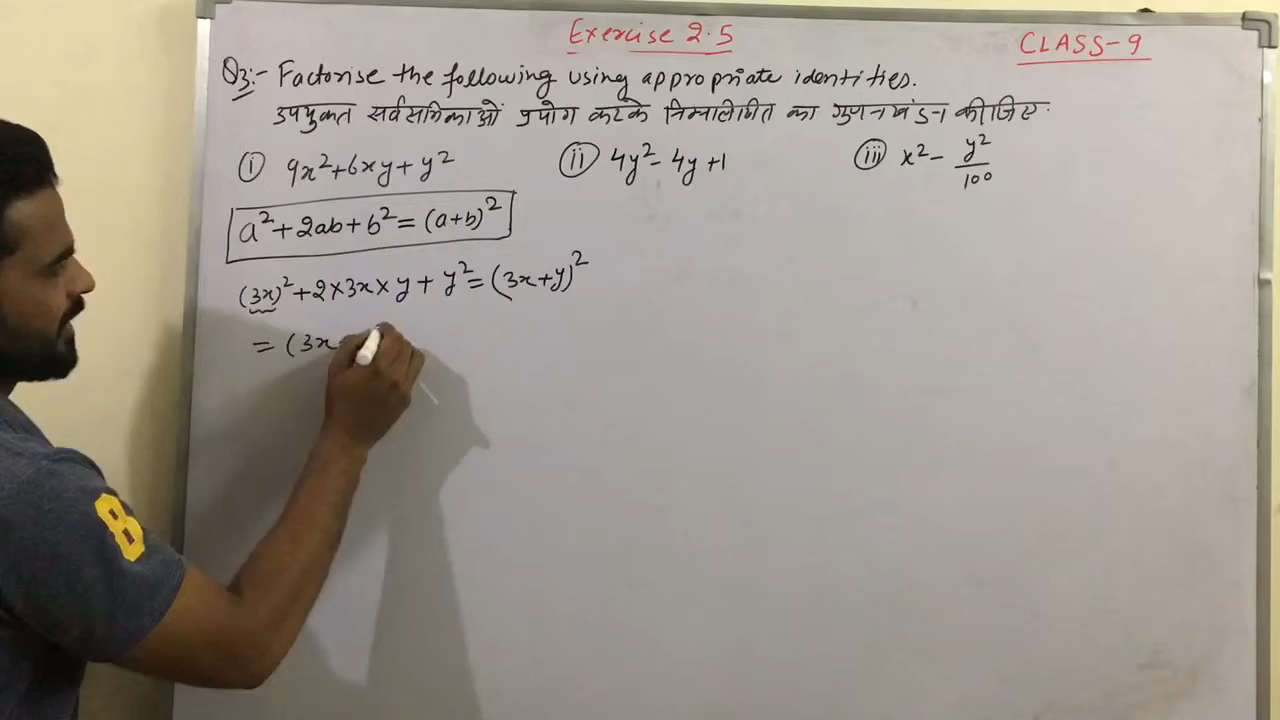 Exercise 2.5
CLASS-9
Q3:- Factorise the following using appropriate identities.
उपयुक्त सर्वसमिकाओं प्रयोग करके निम्नलिखित का गुणनखंडन कीजिए
(i) 9x²+6xy+y² (ii) 4y²-4y+1 (iii) x²-y²/100
a²+2ab+b²=(a+b)²
(3x)²+2×3x×y+y²=(3x+y)²
=(3x
8